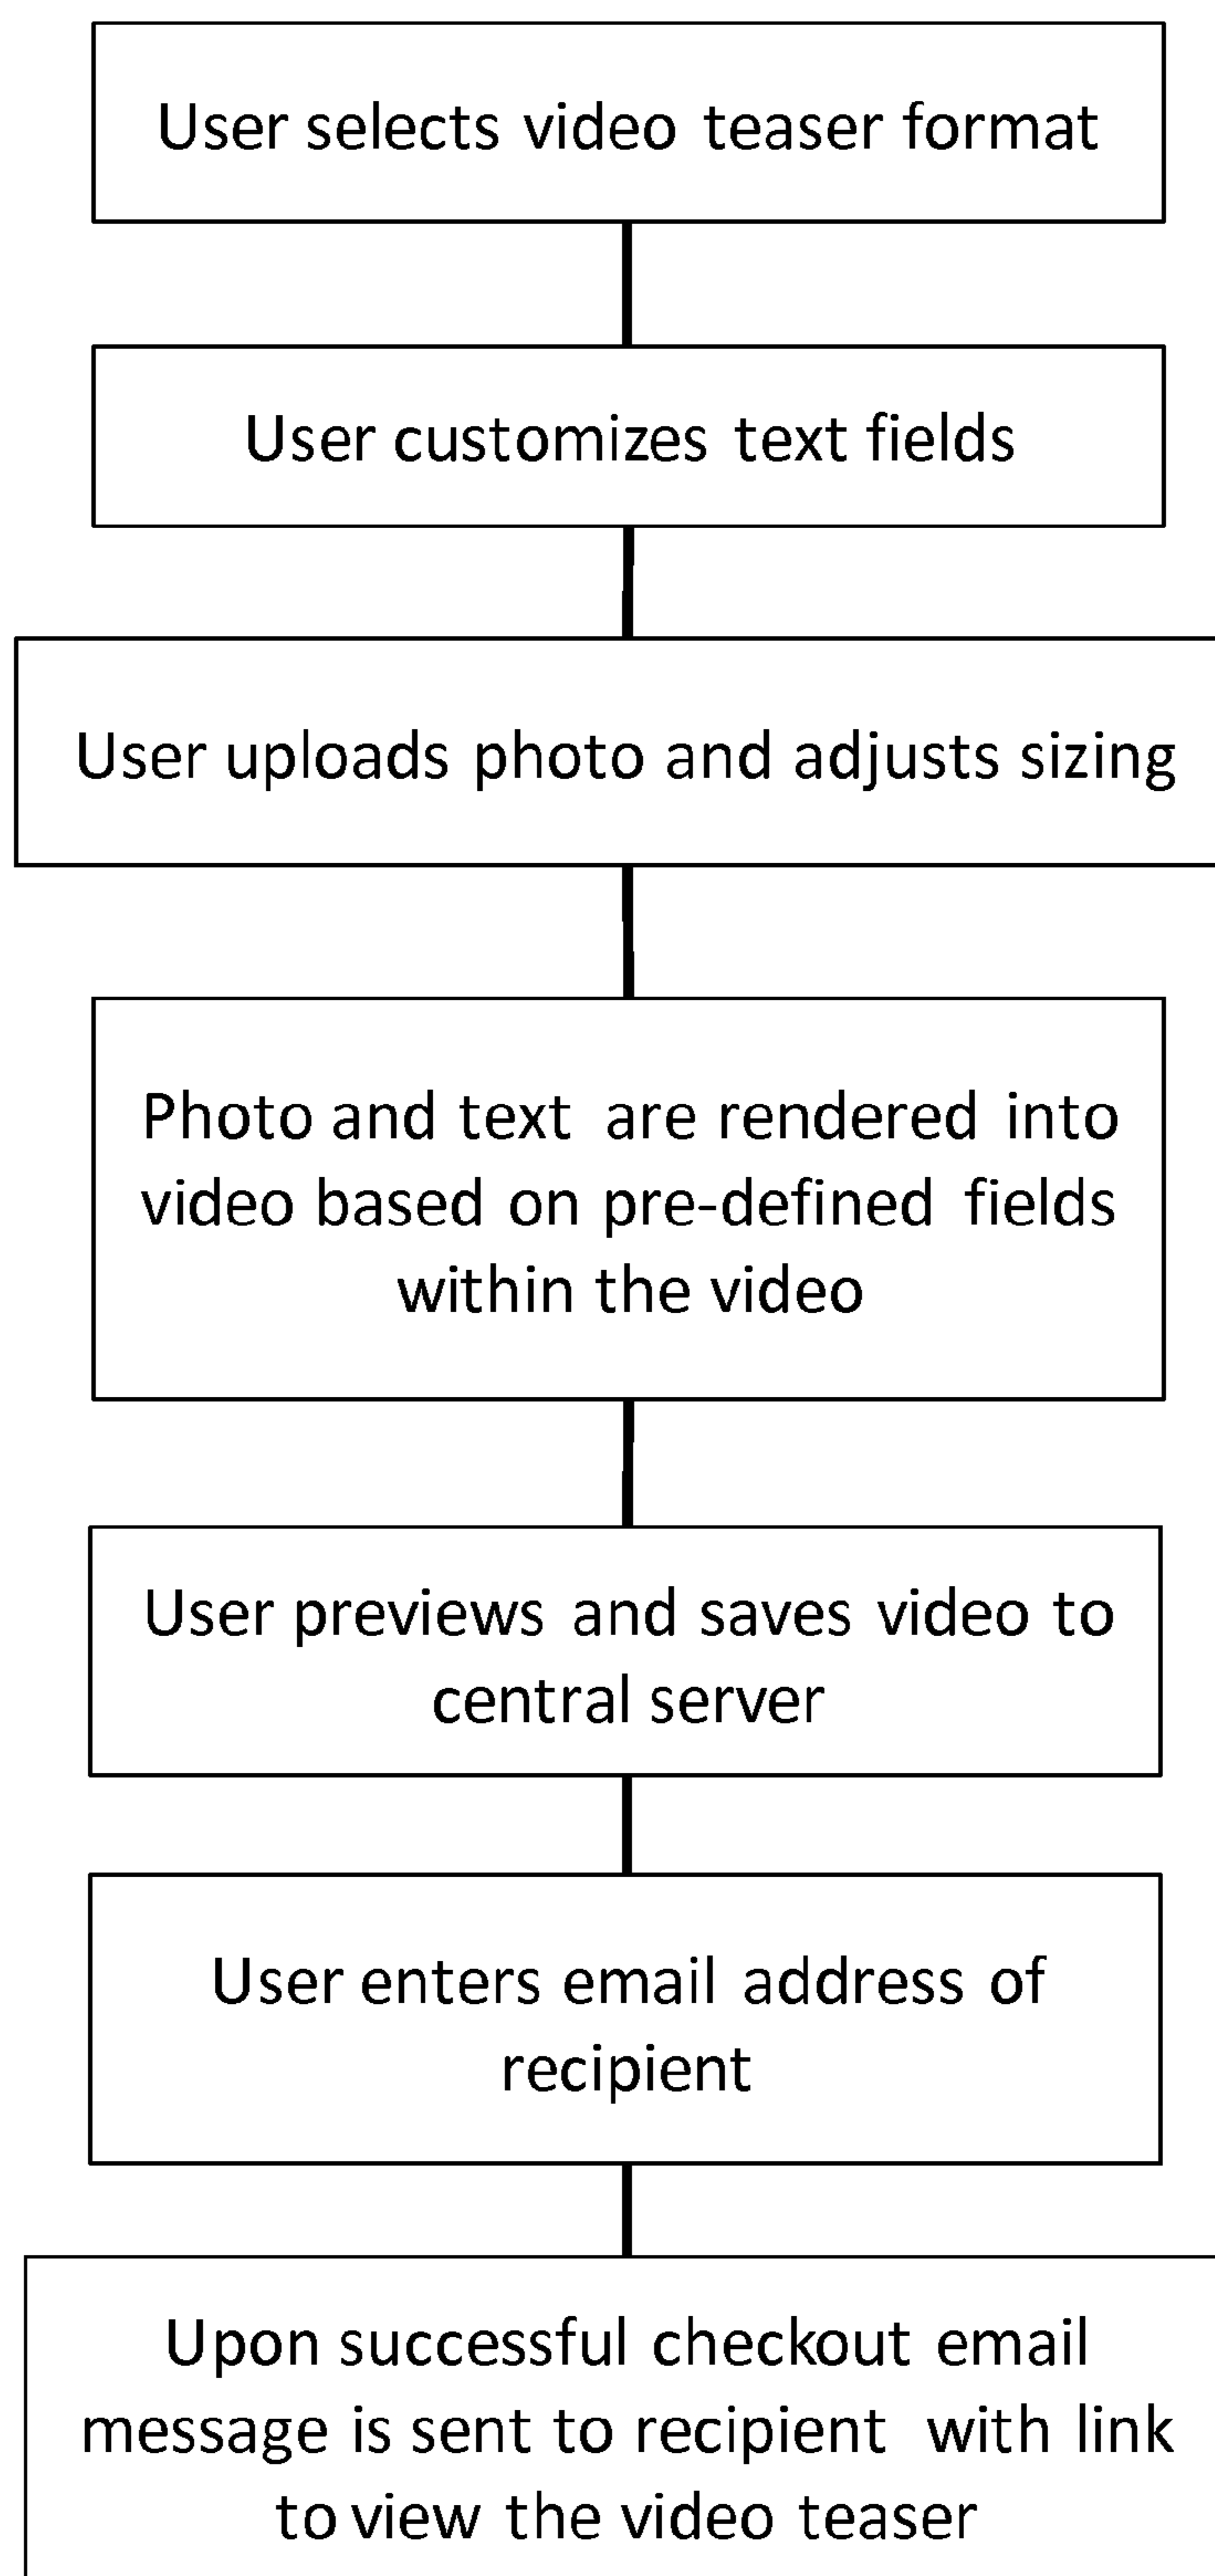 User selects video teaser format
User customizes text fields
User uploads photo and adjusts sizing
Photo and text are rendered into
video based on pre-defined fields
within the video
User previews and saves video to
central server
User enters email address of
recipient
Upon successful checkout email
message is sent to recipient with link
to view the video teaser